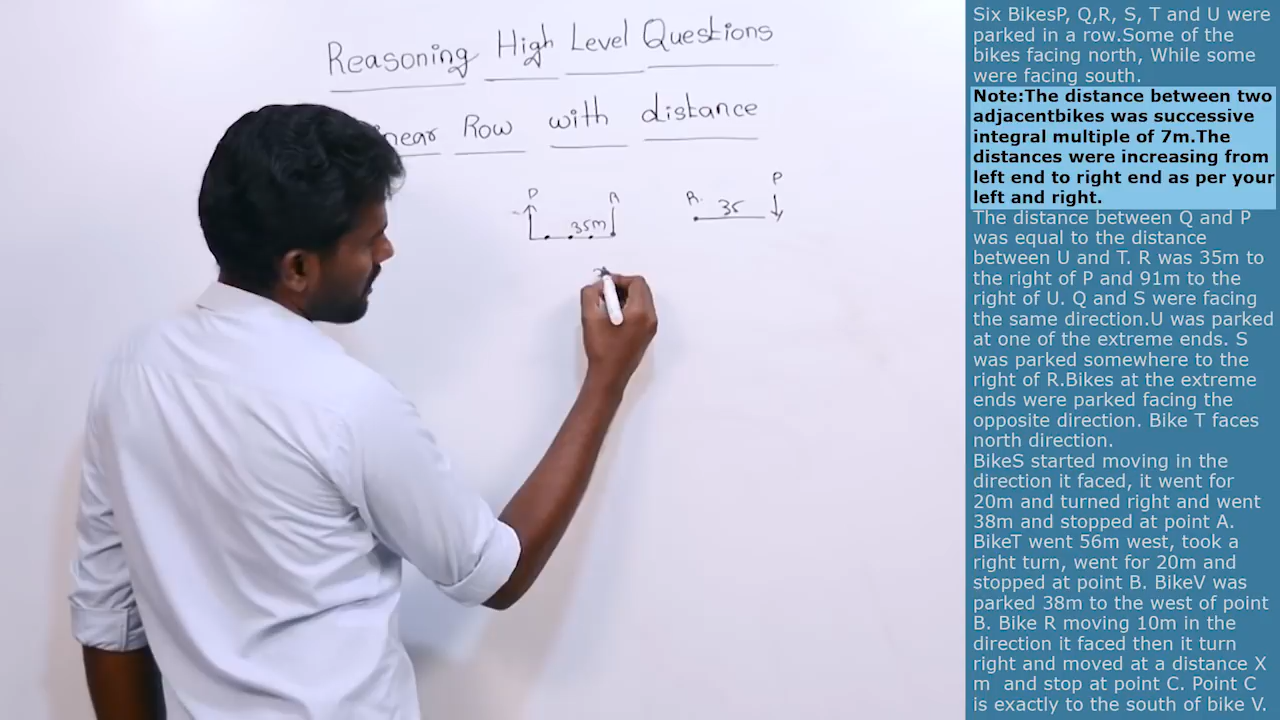 Reasoning High Level Questions
near Row with distance
P
R
35m
R.
35
P
Six BikesP, Q,R, S, T and U were
parked in a row.Some of the
bikes facing north, While some
were facing south.
Note:The distance between two
adjacentbikes was successive
integral multiple of 7m.The
distances were increasing from
left end to right end as per your
left and right.
The distance between Q and P
was equal to the distance
between U and T. R was 35m to
the right of P and 91m to the
right of U. Q and S were facing
the same direction.U was parked
at one of the extreme ends. S
was parked somewhere to the
right of R.Bikes at the extreme
ends were parked facing the
opposite direction. Bike T faces
north direction.
BikeS started moving in the
direction it faced, it went for
20m and turned right and went
38m and stopped at point A.
BikeT went 56m west, took a
right turn, went for 20m and
stopped at point B. BikeV was
parked 38m to the west of point
B. Bike R moving 10m in the
direction it faced then it turn
right and moved at a distance X
m  and stop at point C. Point C
is exactly to the south of bike V.